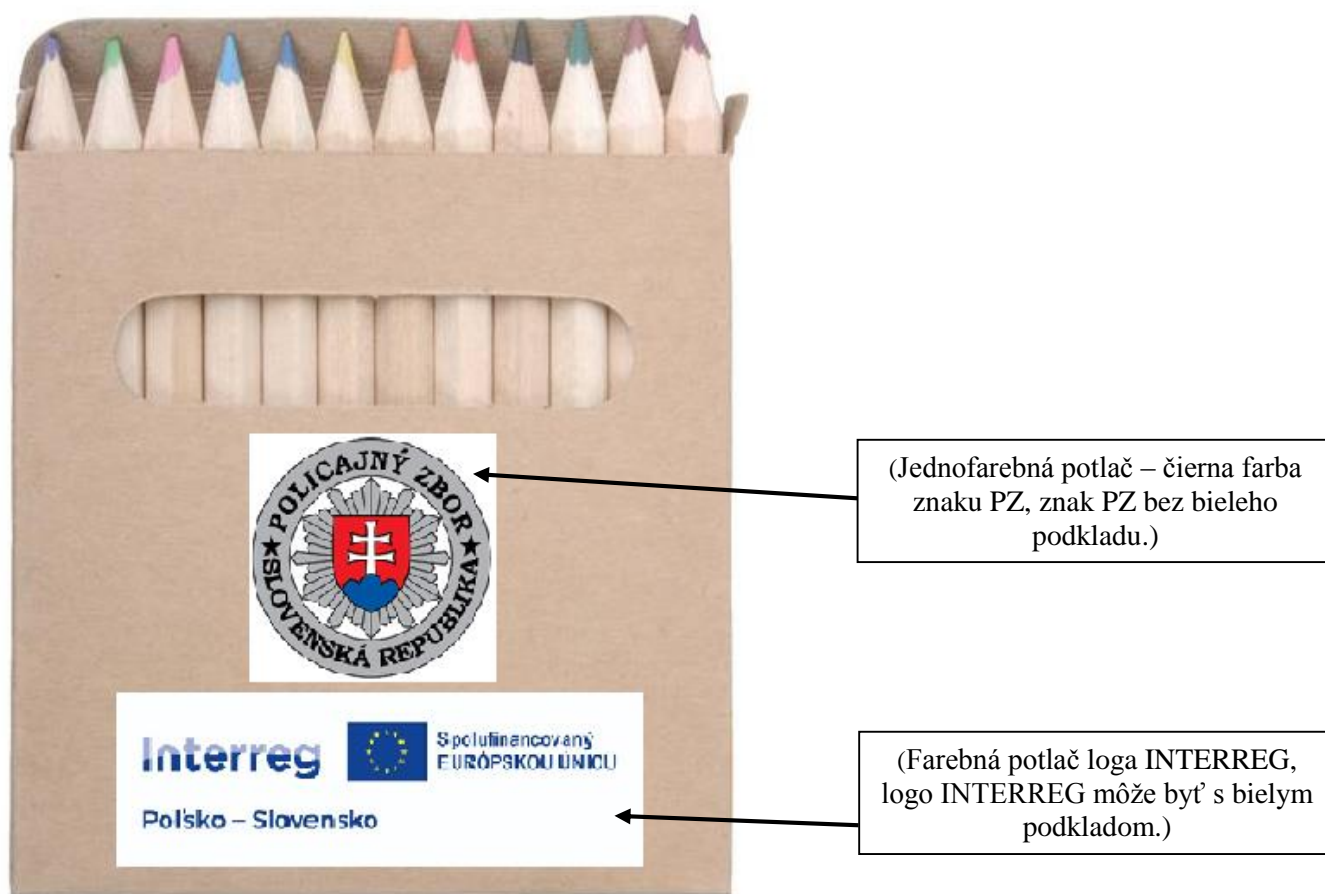 POLICAJNÝ ZBOR
SLOVENSKÁ REPUBLIKA
(Jednofarebná potlač – čierna farba
znaku PZ, znak PZ bez bieleho
podkladu.)
Interreg
Spolufinancovaný
EURÓPSKOU ÚNIOU
Poľsko – Slovensko
(Farebná potlač loga INTERREG,
logo INTERREG môže byť s bielym
podkladom.)